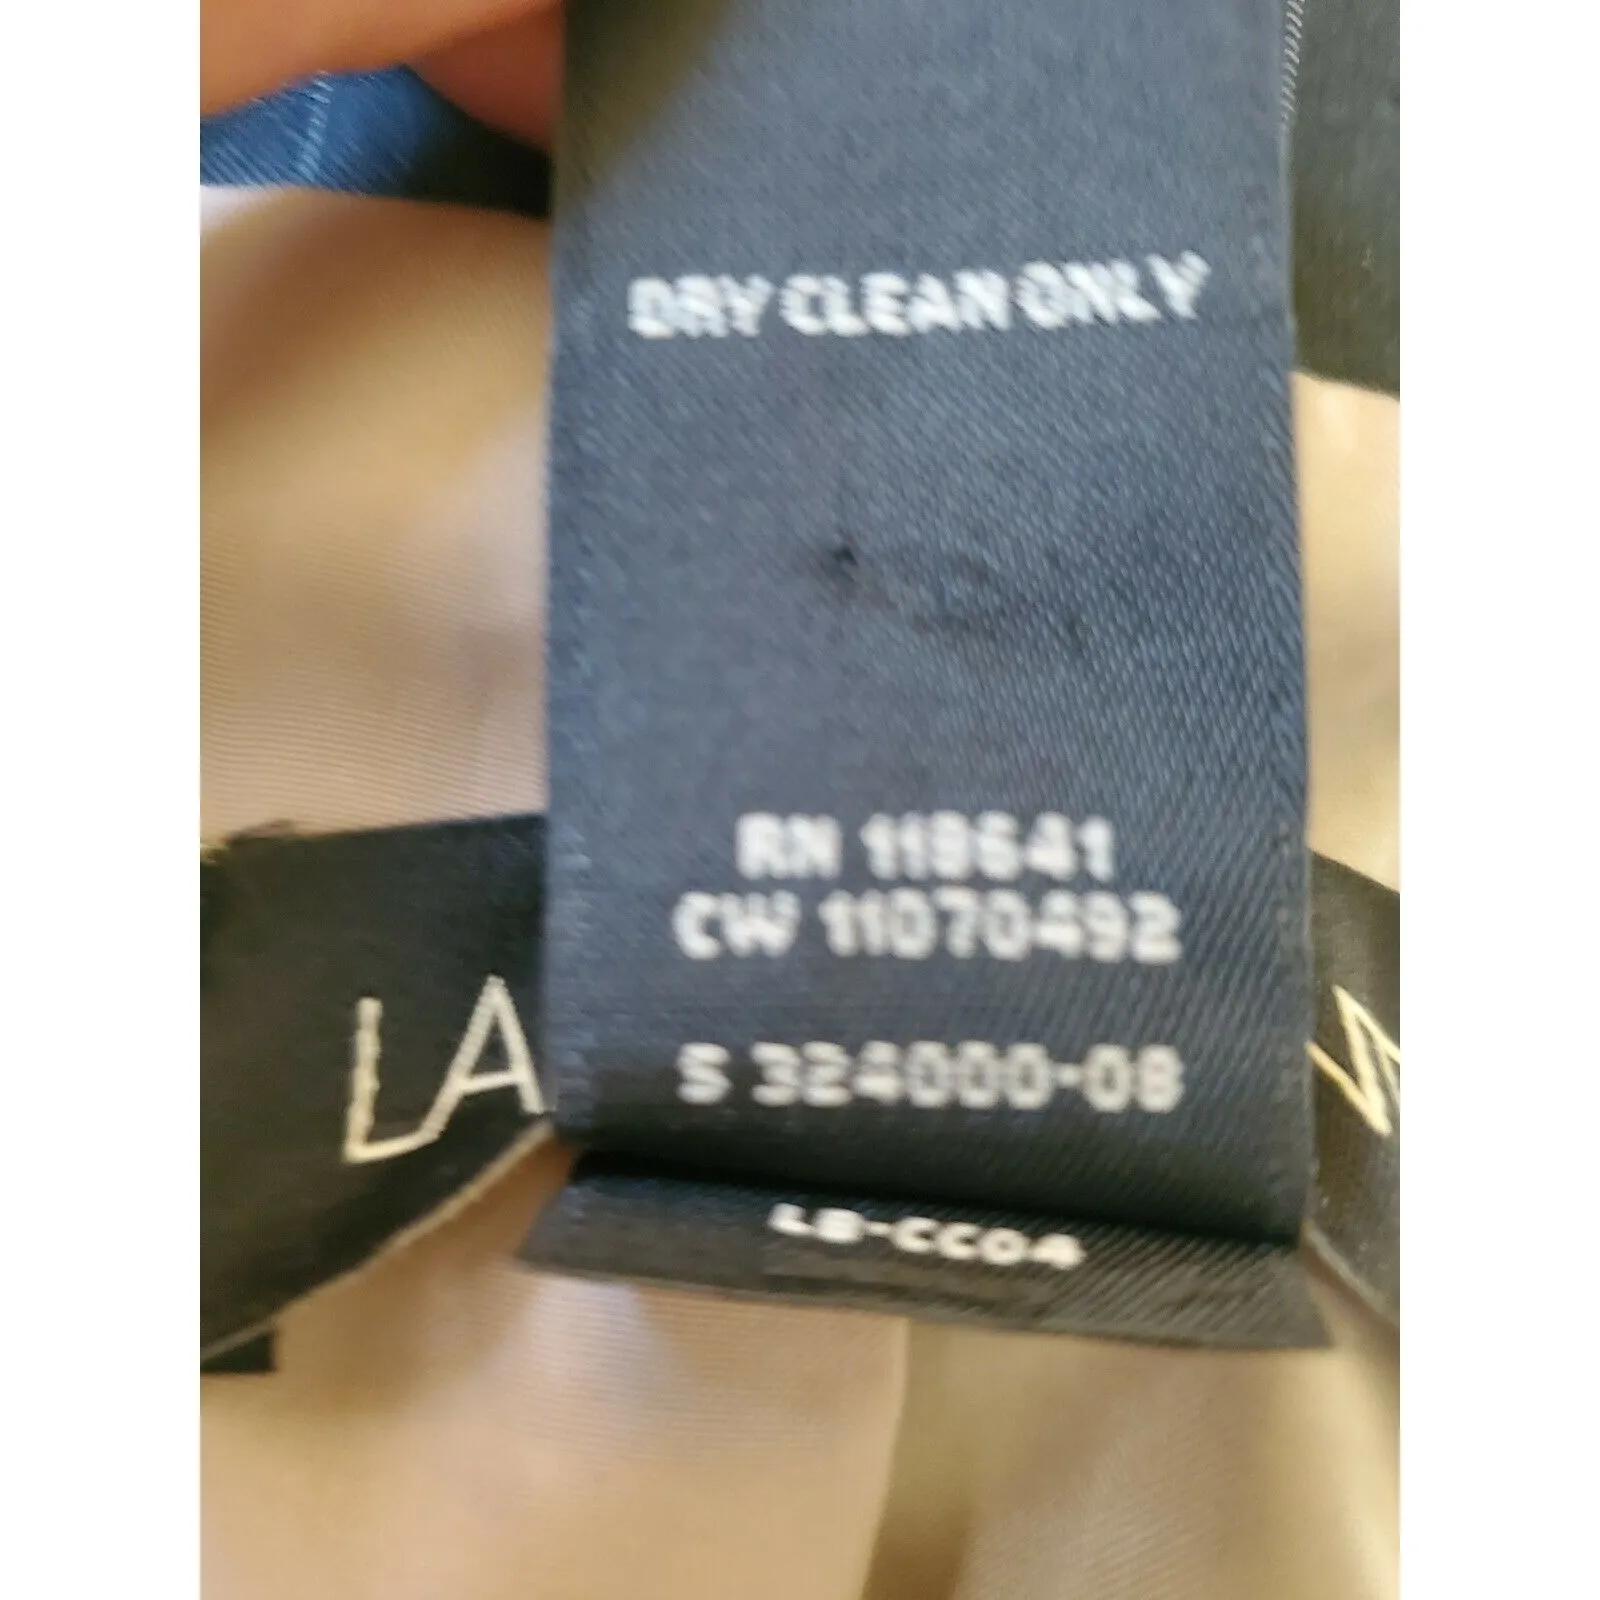 DRY CLEAN ONLY
RN 119641
CW 11070492
LA
S 324000-08
LB-CC04